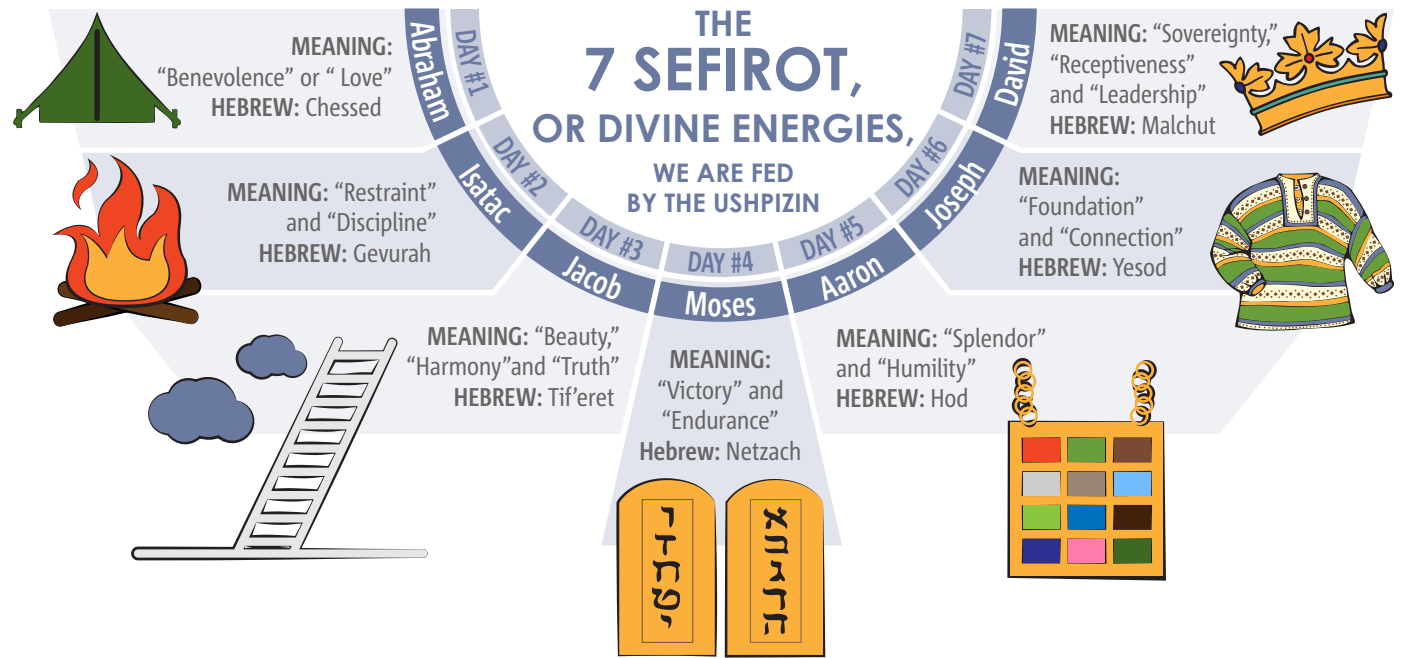 THE
7 SEFIROT,
OR DIVINE ENERGIES,
WE ARE FED
BY THE USHPIZIN
DAY #1
Abraham
MEANING:
“Benevolence” or “ Love”
HEBREW: Chessed
DAY #2
Isatac
MEANING: “Restraint”
and “Discipline”
HEBREW: Gevurah
DAY #3
Jacob
MEANING: “Beauty,”
“Harmony”and “Truth”
HEBREW: Tif’eret
DAY #4
Moses
MEANING:
“Victory” and
“Endurance”
Hebrew: Netzach
DAY #5
Aaron
MEANING: “Splendor”
and “Humility”
HEBREW: Hod
DAY #6
Joseph
MEANING:
“Foundation”
and “Connection”
HEBREW: Yesod
DAY #7
David
MEANING: “Sovereignty,”
“Receptiveness”
and “Leadership”
HEBREW: Malchut